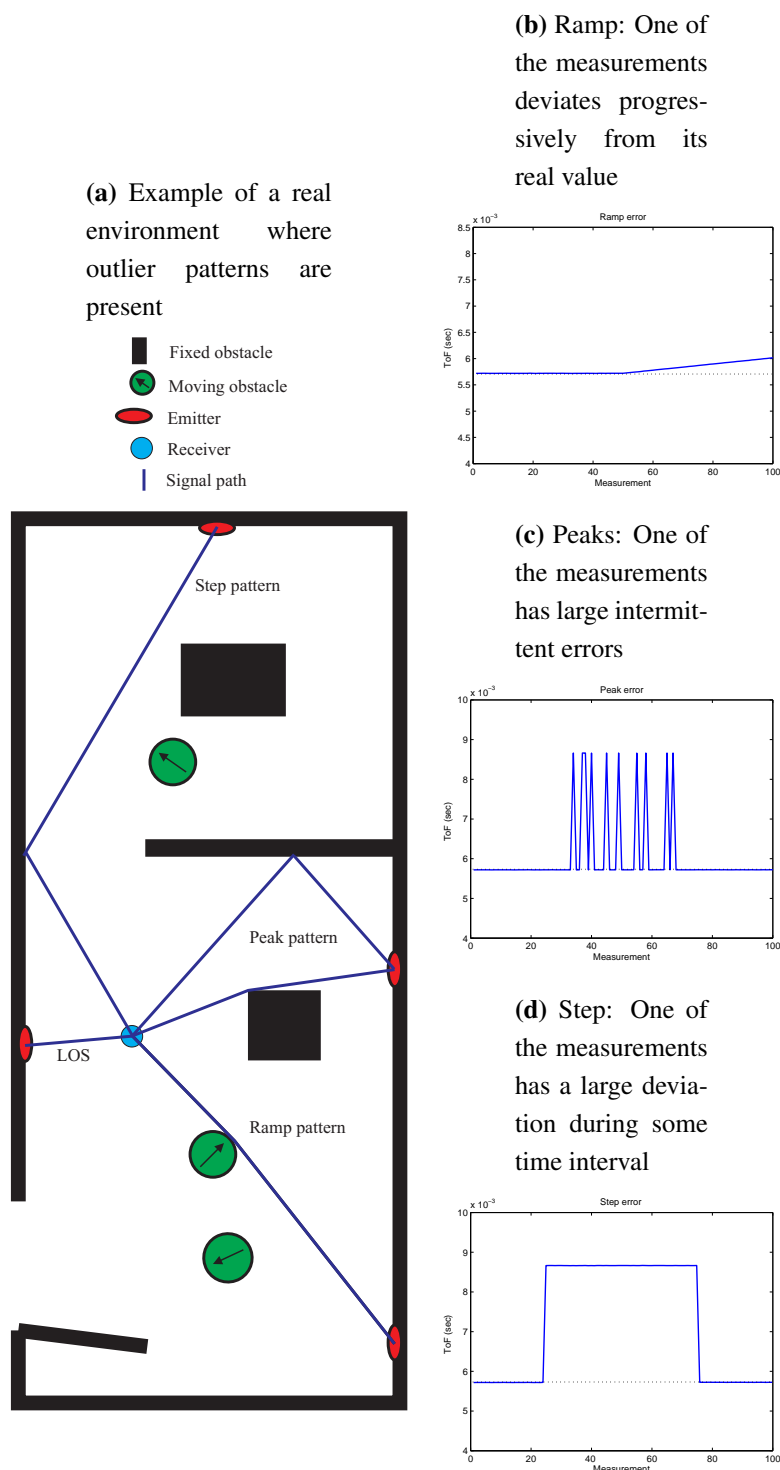 (a) Example of a real
environment where
outlier patterns are
present
Fixed obstacle
Moving obstacle
Emitter
Receiver
Signal path
Step pattern
Peak pattern
LOS
Ramp pattern
(b) Ramp: One of
the measurements
deviates progres-
sively from its
real value
Ramp error
x 10⁻³
8.5
8
7.5
7
6.5
6
5.5
5
4.5
4
ToF (sec)
0 20 40 60 80 100
Measurement
(c) Peaks: One of
the measurements
has large intermit-
tent errors
Peak error
x 10⁻³
10
9
8
7
6
5
4
ToF (sec)
0 20 40 60 80 100
Measurement
(d) Step: One of
the measurements
has a large devia-
tion during some
time interval
Step error
x 10⁻³
10
9
8
7
6
5
4
ToF (sec)
0 20 40 60 80 100
Measurement